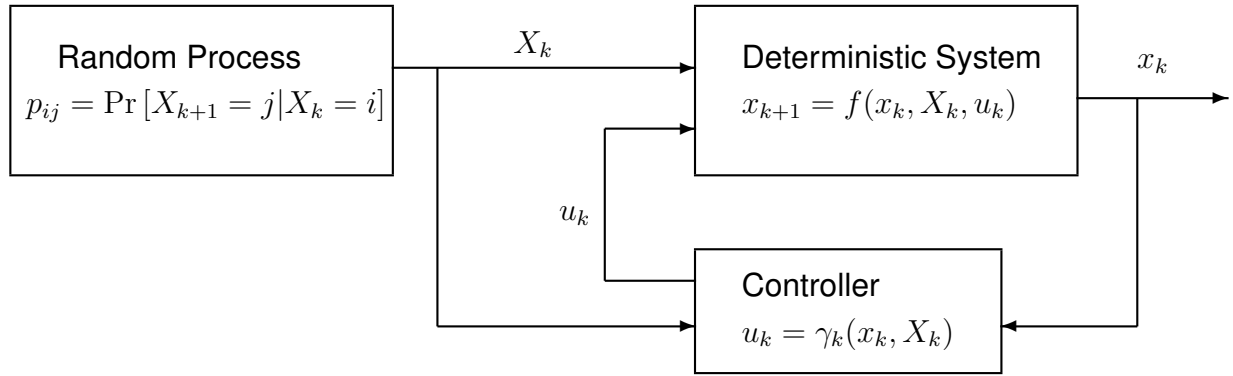 Random Process
p_{ij} = Pr [X_{k+1} = j|X_k = i]
X_k
Deterministic System
x_{k+1} = f(x_k, X_k, u_k)
x_k
u_k
Controller
u_k = γ_k(x_k, X_k)